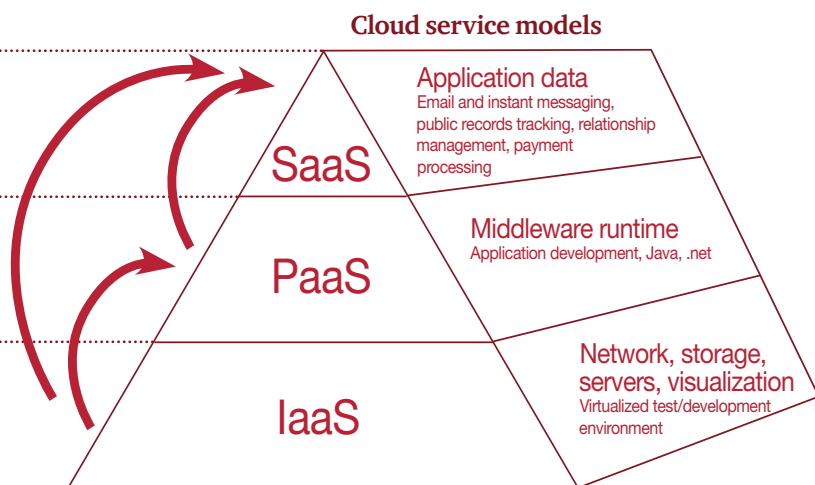 Cloud service models
Application data
Email and instant messaging,
public records tracking, relationship
management, payment
processing
SaaS
Middleware runtime
Application development, Java, .net
PaaS
Network, storage,
servers, visualization
Virtualized test/development
environment
IaaS